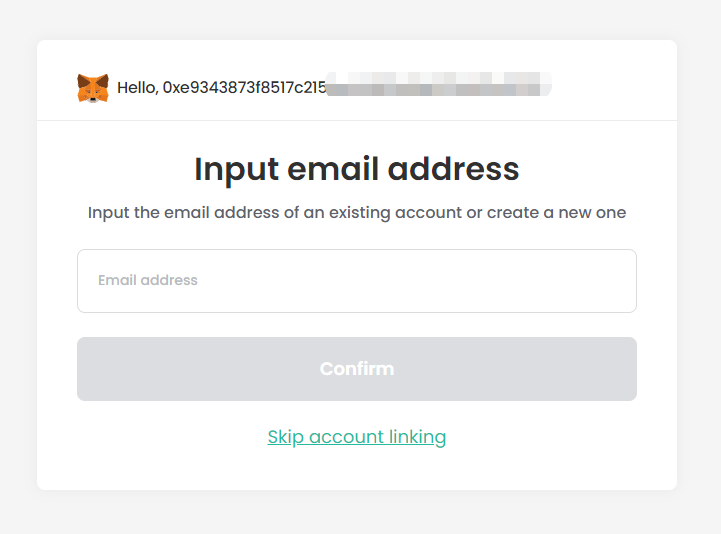 Hello, 0xe9343873f8517c215
Input email address
Input the email address of an existing account or create a new one
Email address
Confirm
Skip account linking